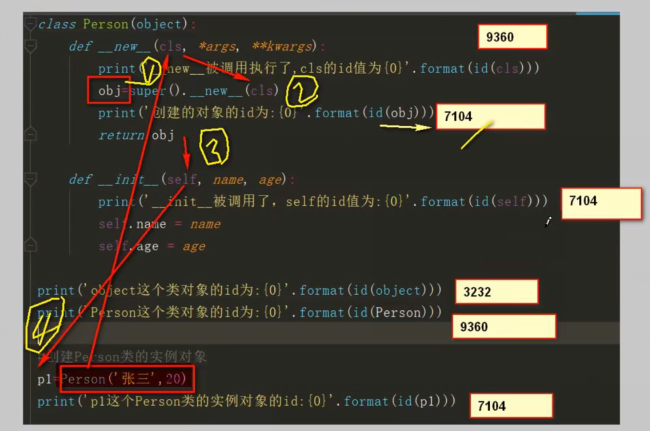 class Person(object):
def __new__(cls, *args, **kwargs):
9360
print('__new__被调用执行了,cls的id值为{0}'.format(id(cls)))
①
obj=super().__new__(cls)
②
print('创建的对象的id为:{0}'.format(id(obj)))
7104
return obj
③
def __init__(self, name, age):
print('__init__被调用了，self的id值为:{0}'.format(id(self)))
7104
self.name = name
self.age = age
print('object这个类对象的id为:{0}'.format(id(object)))
3232
print('Person这个类对象的id为:{0}'.format(id(Person)))
④
9360
创建Person类的实例对象
p1=Person('张三',20)
print('p1这个Person类的实例对象的id:{0}'.format(id(p1)))
7104